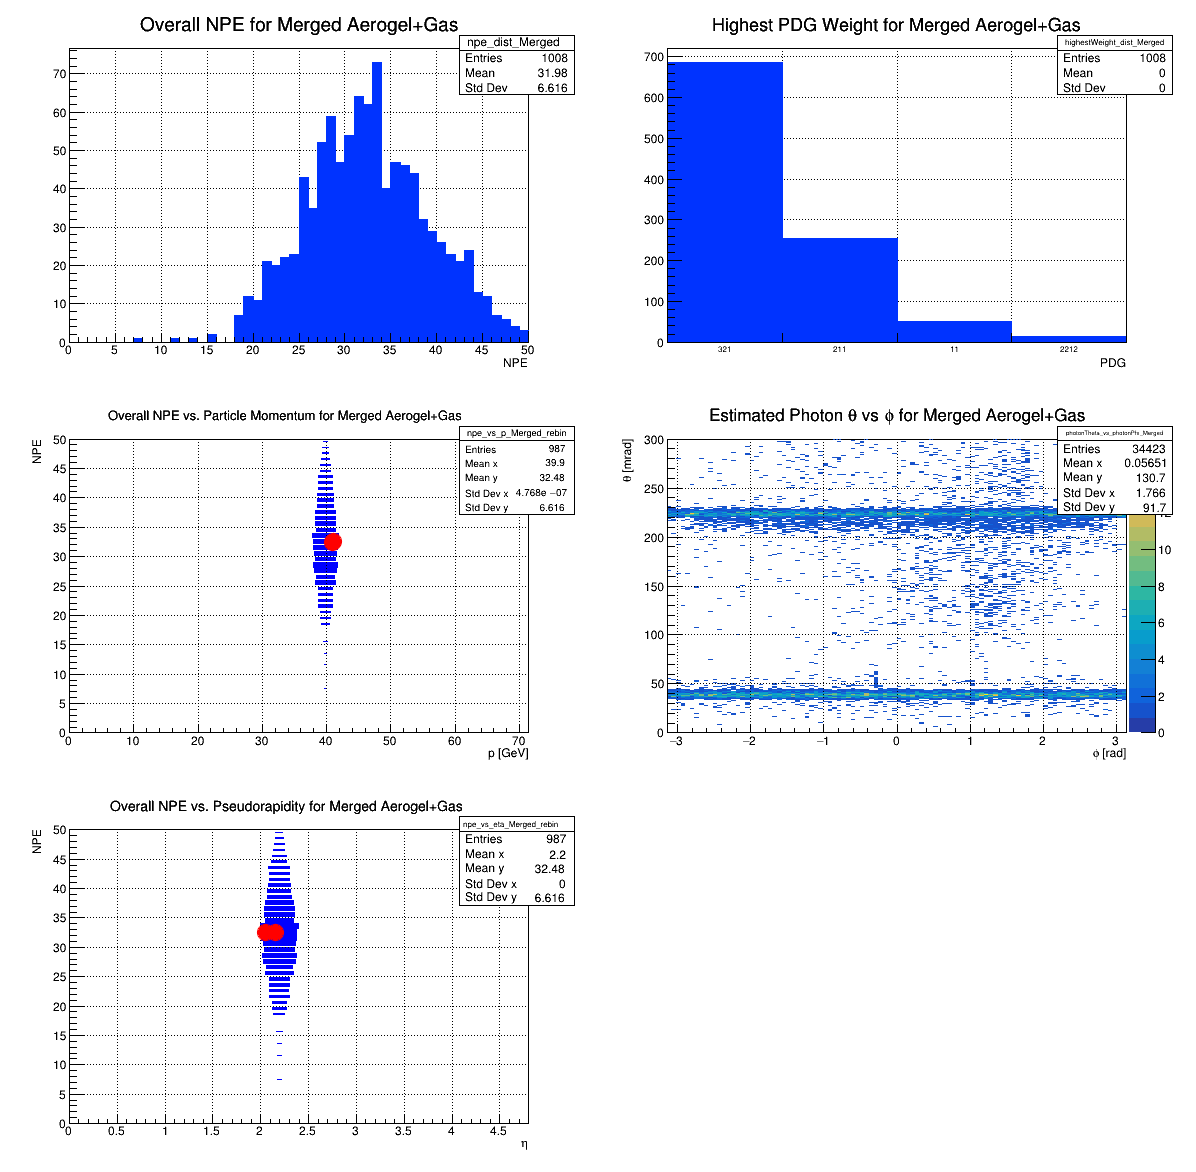 Overall NPE for Merged Aerogel+Gas
npe_dist_Merged
Entries 1008
Mean 31.98
Std Dev 6.616
70
60
50
40
30
20
10
0
0 5 10 15 20 25 30 35 40 45 50
NPE
Highest PDG Weight for Merged Aerogel+Gas
highestWeight_dist_Merged
Entries 1008
Mean 0
Std Dev 0
700
600
500
400
300
200
100
0
321 211 11 2212
PDG
Overall NPE vs. Particle Momentum for Merged Aerogel+Gas
npe_vs_p_Merged_rebin
Entries 987
Mean x 39.9
Mean y 32.48
Std Dev x 4.768e −07
Std Dev y 6.616
NPE
50
45
40
35
30
25
20
15
10
5
0
0 10 20 30 40 50 60 70
p [GeV]
Estimated Photon θ vs ϕ for Merged Aerogel+Gas
photonTheta_vs_photonPhi_Merged
Entries 34423
Mean x 0.05651
Mean y 130.7
Std Dev x 1.766
Std Dev y 91.7
θ [mrad]
300
250
200
150
100
50
0
−3 −2 −1 0 1 2 3
ϕ [rad]
12
10
8
6
4
2
0
Overall NPE vs. Pseudorapidity for Merged Aerogel+Gas
npe_vs_eta_Merged_rebin
Entries 987
Mean x 2.2
Mean y 32.48
Std Dev x 0
Std Dev y 6.616
NPE
50
45
40
35
30
25
20
15
10
5
0
0 0.5 1 1.5 2 2.5 3 3.5 4 4.5
η